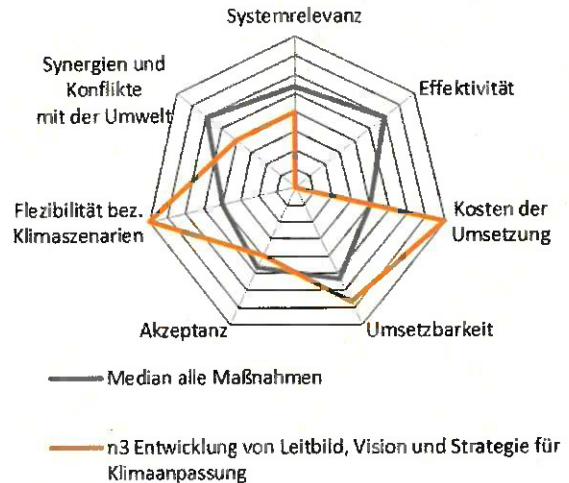 Systemrelevanz
Synergien und
Konflikte
mit der Umwelt
Effektivität
Flezibilität bez.
Klimaszenarien
Kosten der
Umsetzung
Akzeptanz
Umsetzbarkeit
Median alle Maßnahmen
n3 Entwicklung von Leitbild, Vision und Strategie für
Klimaanpassung